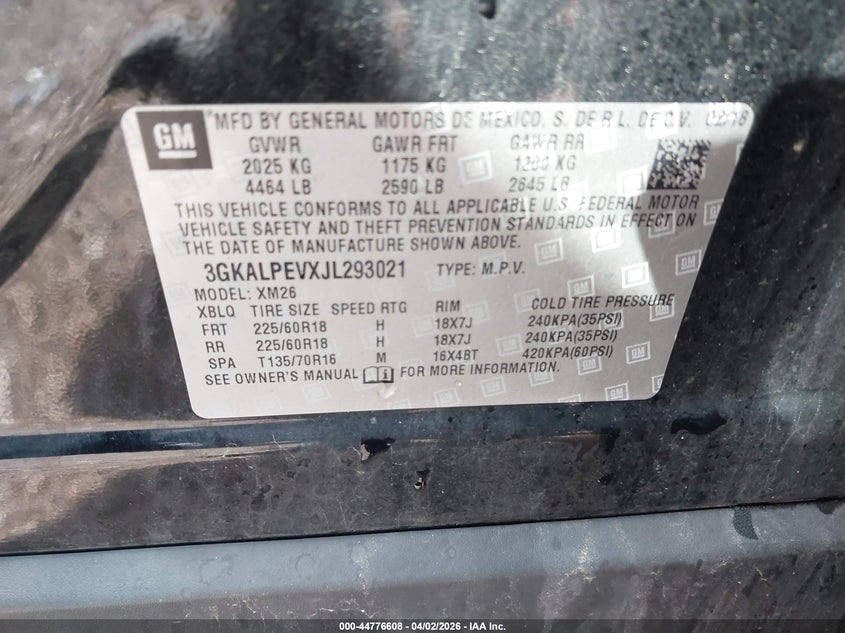 GM MFD BY GENERAL MOTORS DE MEXICO, S. DE R.L. DE C.V. 02/18
GVWR GAWR FRT GAWR RR
2025 KG 1175 KG 1200 KG
4464 LB 2590 LB 2645 LB
THIS VEHICLE CONFORMS TO ALL APPLICABLE U.S. FEDERAL MOTOR
VEHICLE SAFETY AND THEFT PREVENTION STANDARDS IN EFFECT ON
THE DATE OF MANUFACTURE SHOWN ABOVE.
3GKALPEVXJL293021 TYPE: M.P.V.
MODEL: XM26
XBLQ TIRE SIZE SPEED RTG RIM COLD TIRE PRESSURE
FRT 225/60R18 H 18X7J 240KPA(35PSI)
RR 225/60R18 H 18X7J 240KPA(35PSI)
SPA T135/70R16 M 16X4BT 420KPA(60PSI)
SEE OWNER'S MANUAL FOR MORE INFORMATION.
000-44776608 - 04/02/2026 - IAA Inc.